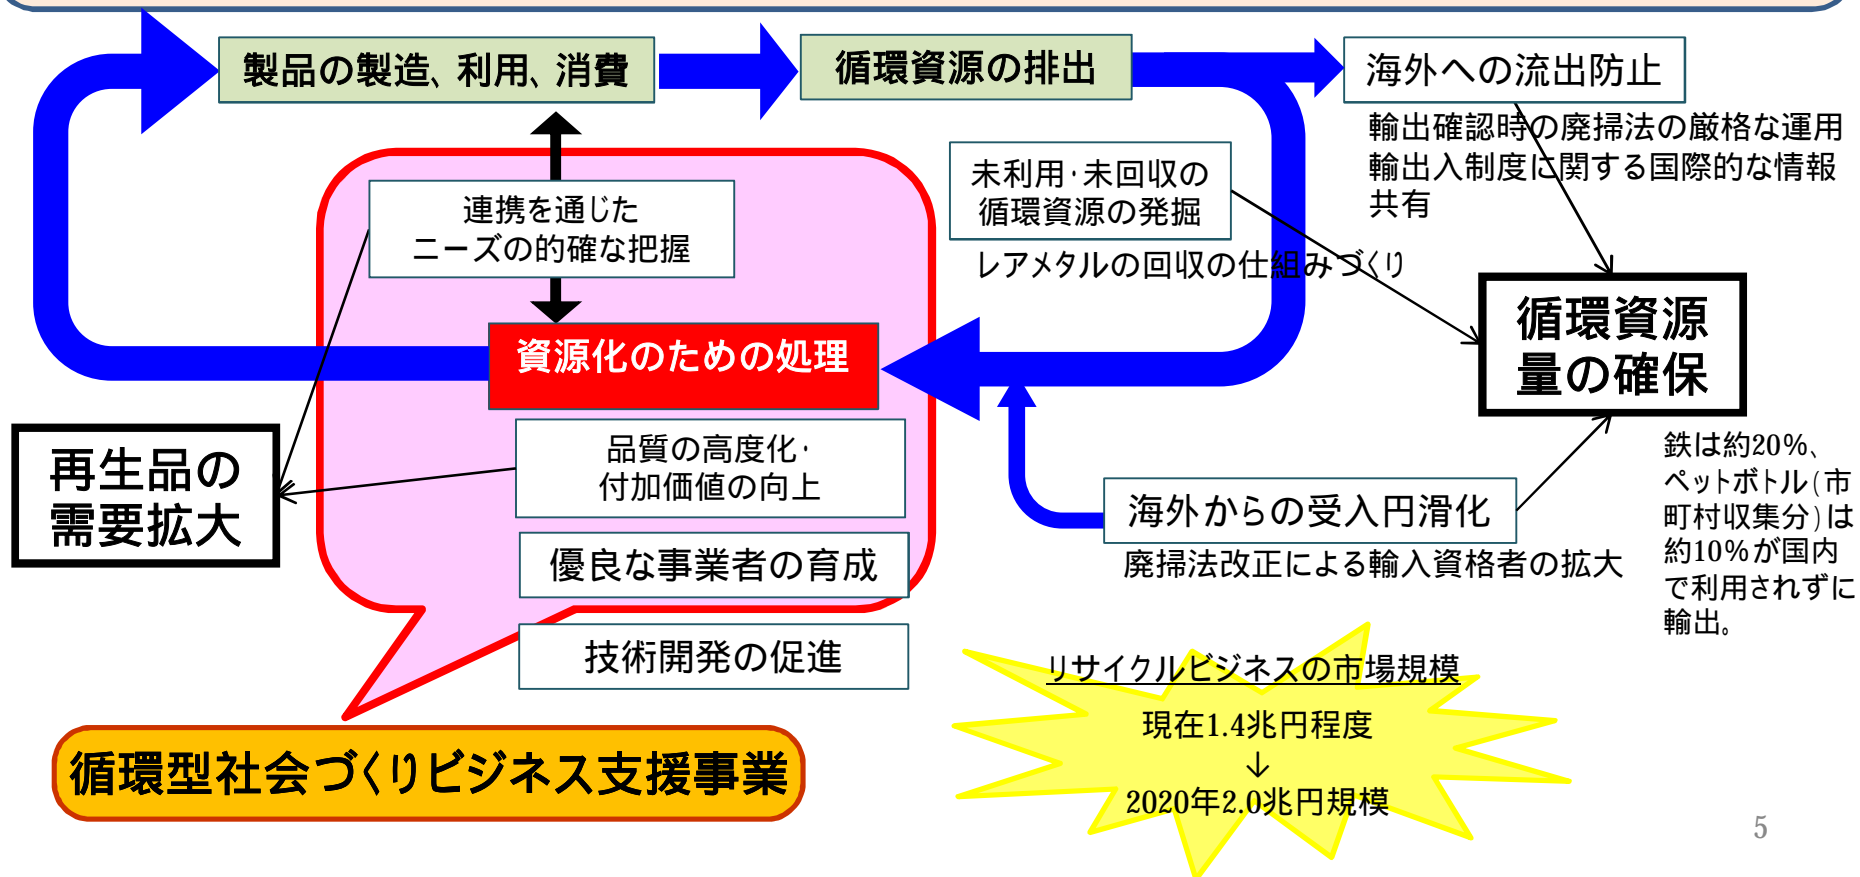 製品の製造、利用、消費
循環資源の排出
海外への流出防止
輸出確認時の廃掃法の厳格な運用
輸出入制度に関する国際的な情報
共有
未利用・未回収の
循環資源の発掘
レアメタルの回収の仕組みづくり
連携を通じた
ニーズの的確な把握
資源化のための処理
循環資源
量の確保
再生品の
需要拡大
品質の高度化・
付加価値の向上
海外からの受入円滑化
廃掃法改正による輸入資格者の拡大
鉄は約20%、
ペットボトル(市
町村収集分)は
約10%が国内
で利用されずに
輸出。
優良な事業者の育成
技術開発の促進
循環型社会づくりビジネス支援事業
リサイクルビジネスの市場規模
現在1.4兆円程度
↓
2020年2.0兆円規模
5